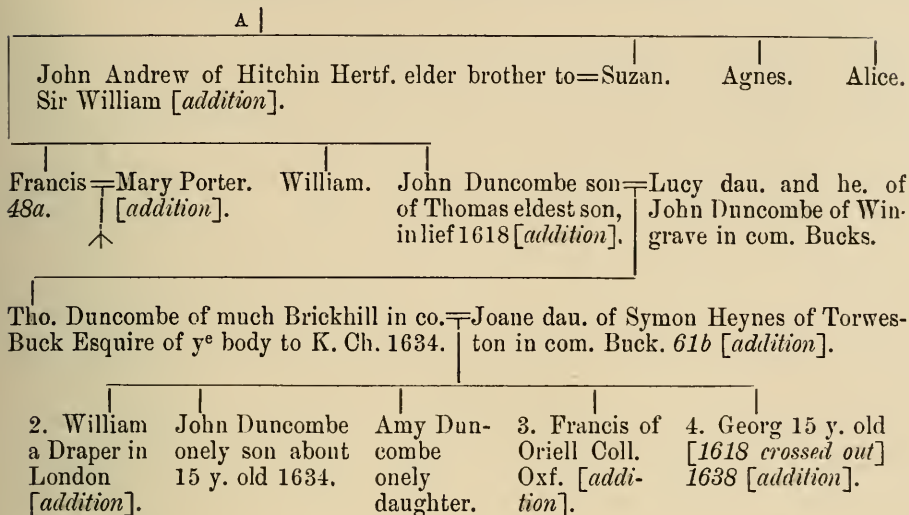 A
John Andrew of Hitchin Hertf. elder brother to=Suzan. Agnes. Alice.
Sir William [addition].
Francis=Mary Porter. William. John Duncombe son=Lucy dau. and he. of
48a. [addition]. of Thomas eldest son, John Duncombe of Win-
in lief 1618 [addition]. grave in com. Bucks.
Tho. Duncombe of much Brickhill in co.=Joane dau. of Symon Heynes of Torwes-
Buck Esquire of yᵉ body to K. Ch. 1634. ton in com. Buck. 61b [addition].
2. William John Duncombe Amy Dun- 3. Francis of 4. Georg 15 y. old
a Draper in onely son about combe Oriell Coll. [1618 crossed out]
London 15 y. old 1634. onely Oxf. [addi- 1638 [addition].
[addition]. daughter. tion].